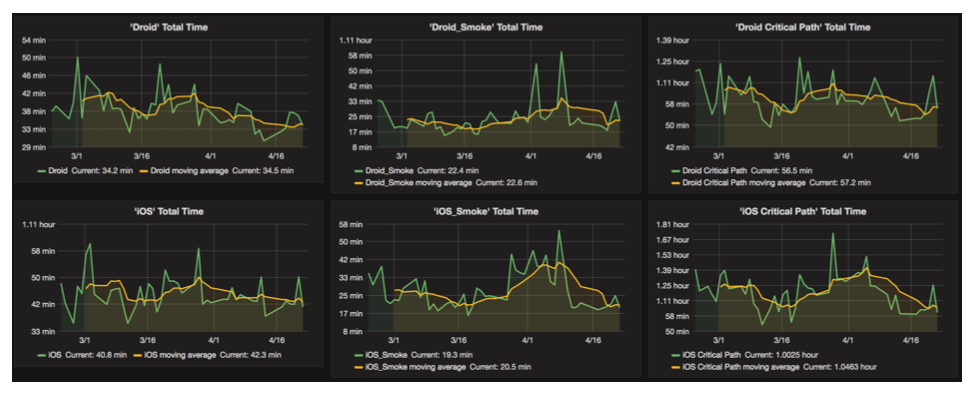 'Droid' Total Time
54 min
50 min
46 min
42 min
38 min
33 min
29 min
3/1 3/16 4/1 4/16
Droid Current: 34.2 min Droid moving average Current: 34.5 min
'Droid_Smoke' Total Time
1.11 hour
58 min
50 min
42 min
33 min
25 min
17 min
8 min
3/1 3/16 4/1 4/16
Droid_Smoke Current: 22.4 min
Droid_Smoke moving average Current: 22.6 min
'Droid Critical Path' Total Time
1.39 hour
1.25 hour
1.11 hour
58 min
50 min
42 min
3/1 3/16 4/1 4/16
Droid Critical Path Current: 56.5 min
Droid Critical Path moving average Current: 57.2 min
'iOS' Total Time
1.11 hour
58 min
50 min
42 min
33 min
3/1 3/16 4/1 4/16
iOS Current: 40.8 min iOS moving average Current: 42.3 min
'iOS_Smoke' Total Time
58 min
50 min
42 min
33 min
25 min
17 min
8 min
3/1 3/16 4/1 4/16
iOS_Smoke Current: 19.3 min
iOS_Smoke moving average Current: 20.5 min
'iOS Critical Path' Total Time
1.81 hour
1.67 hour
1.53 hour
1.39 hour
1.25 hour
1.11 hour
58 min
50 min
3/1 3/16 4/1 4/16
iOS Critical Path Current: 1.0025 hour
iOS Critical Path moving average Current: 1.0463 hour